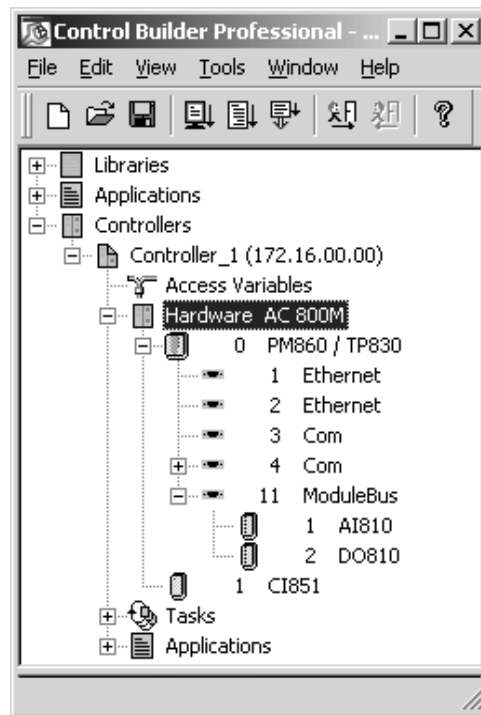 Control Builder Professional - ...
File Edit View Tools Window Help
Libraries
Applications
Controllers
Controller_1 (172.16.00.00)
Access Variables
Hardware AC 800M
0 PM860 / TP830
1 Ethernet
2 Ethernet
3 Com
4 Com
11 ModuleBus
1 AI810
2 DO810
1 CI851
Tasks
Applications